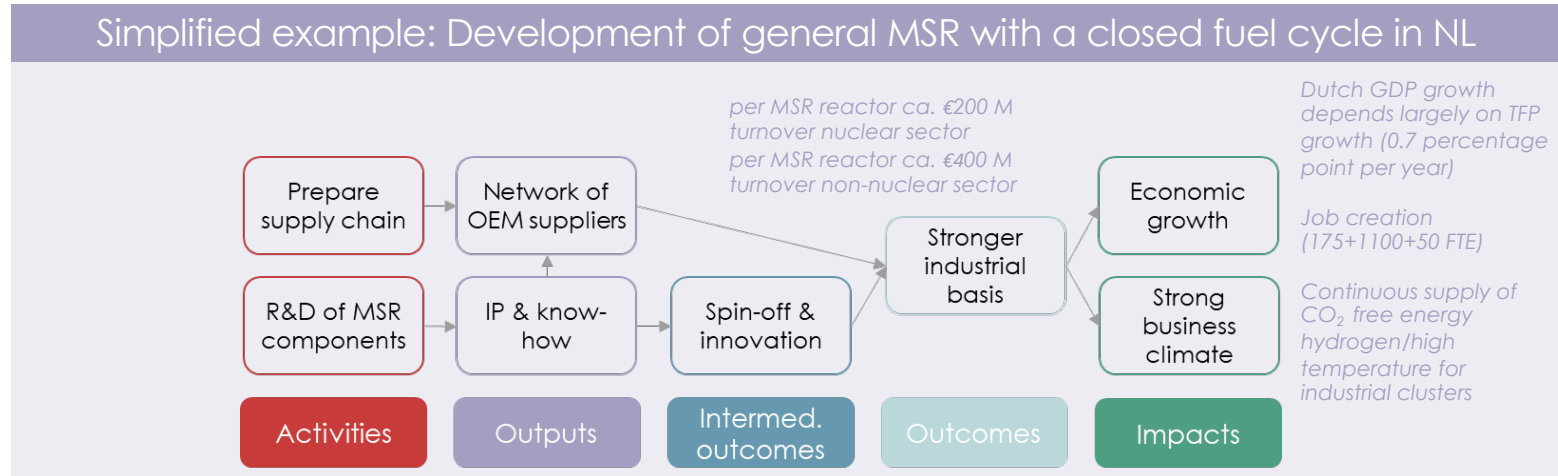 Simplified example: Development of general MSR with a closed fuel cycle in NL
per MSR reactor ca. €200 M
turnover nuclear sector
per MSR reactor ca. €400 M
turnover non-nuclear sector
Dutch GDP growth
depends largely on TFP
growth (0.7 percentage
point per year)
Job creation
(175+1100+50 FTE)
Continuous supply of
CO₂ free energy
hydrogen/high
temperature for
industrial clusters
Prepare
supply chain
Network of
OEM suppliers
Economic
growth
Stronger
industrial
basis
R&D of MSR
components
IP & know-
how
Spin-off &
innovation
Strong
business
climate
Activities
Outputs
Intermed.
outcomes
Outcomes
Impacts